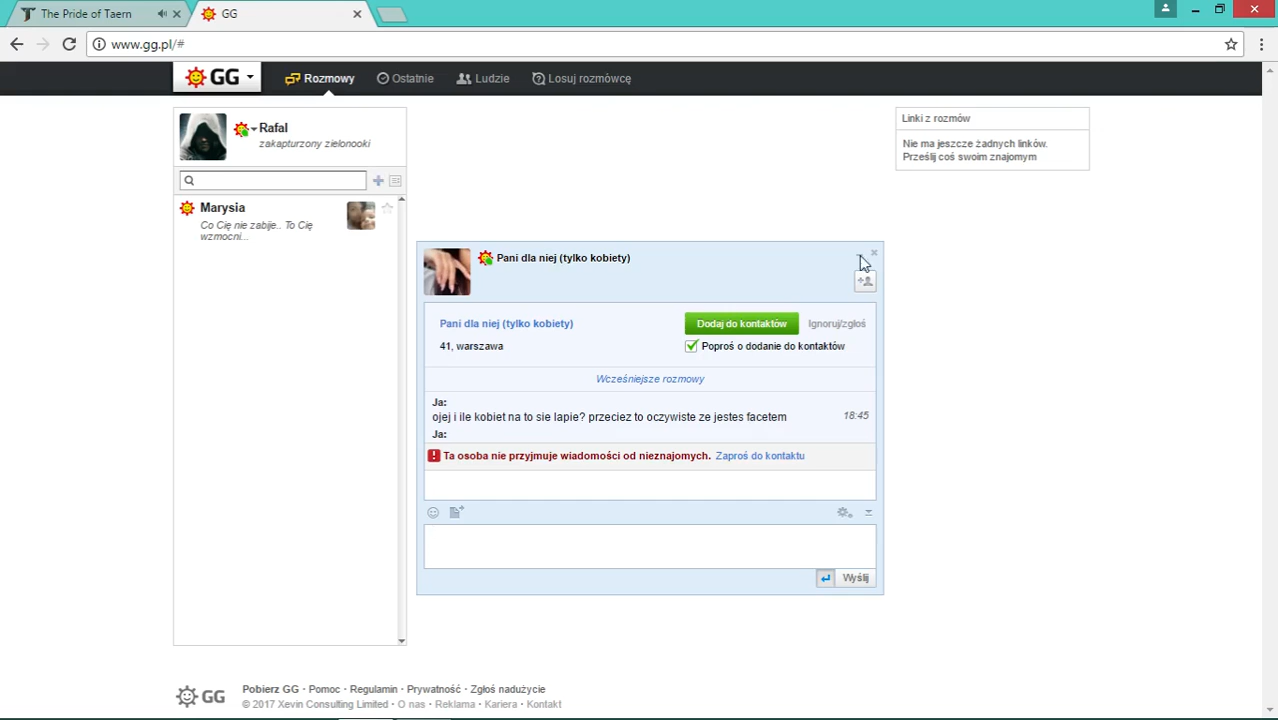 The Pride of Taern
GG
www.gg.pl/#
GG
Rozmowy
Ostatnie
Ludzie
Losuj rozmówcę
Rafal
zakapturzony zielonooki
Marysia
Co Cię nie zabije.. To Cię
wzmocni...
Linki z rozmów
Nie ma jeszcze żadnych linków.
Prześlij coś swoim znajomym
Pani dla niej (tylko kobiety)
Pani dla niej (tylko kobiety)
Dodaj do kontaktów
Ignoruj/zgłoś
41, warszawa
Poproś o dodanie do kontaktów
Wcześniejsze rozmowy
Ja:
ojej i ile kobiet na to sie lapie? przeciez to oczywiste ze jestes facetem
18:45
Ja:
Ta osoba nie przyjmuje wiadomości od nieznajomych. Zaproś do kontaktu
Wyślij
GG
Pobierz GG · Pomoc · Regulamin · Prywatność · Zgłoś nadużycie
© 2017 Xevin Consulting Limited · O nas · Reklama · Kariera · Kontakt